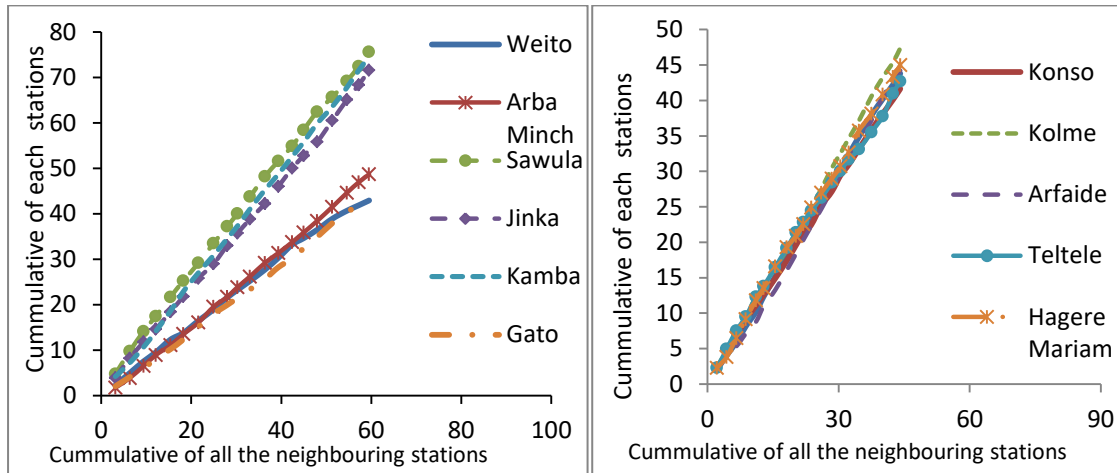 Cummulative of each  stations
80
70
60
50
40
30
20
10
0
0
20
40
60
80
100
Cummulative of all the neighbouring stations
Weito
Arba
Minch
Sawula
Jinka
Kamba
Gato
Cummulative of each  stations
50
45
40
35
30
25
20
15
10
5
0
0
30
60
90
Cummulative of all the neighbouring stations
Konso
Kolme
Arfaide
Teltele
Hagere
Mariam